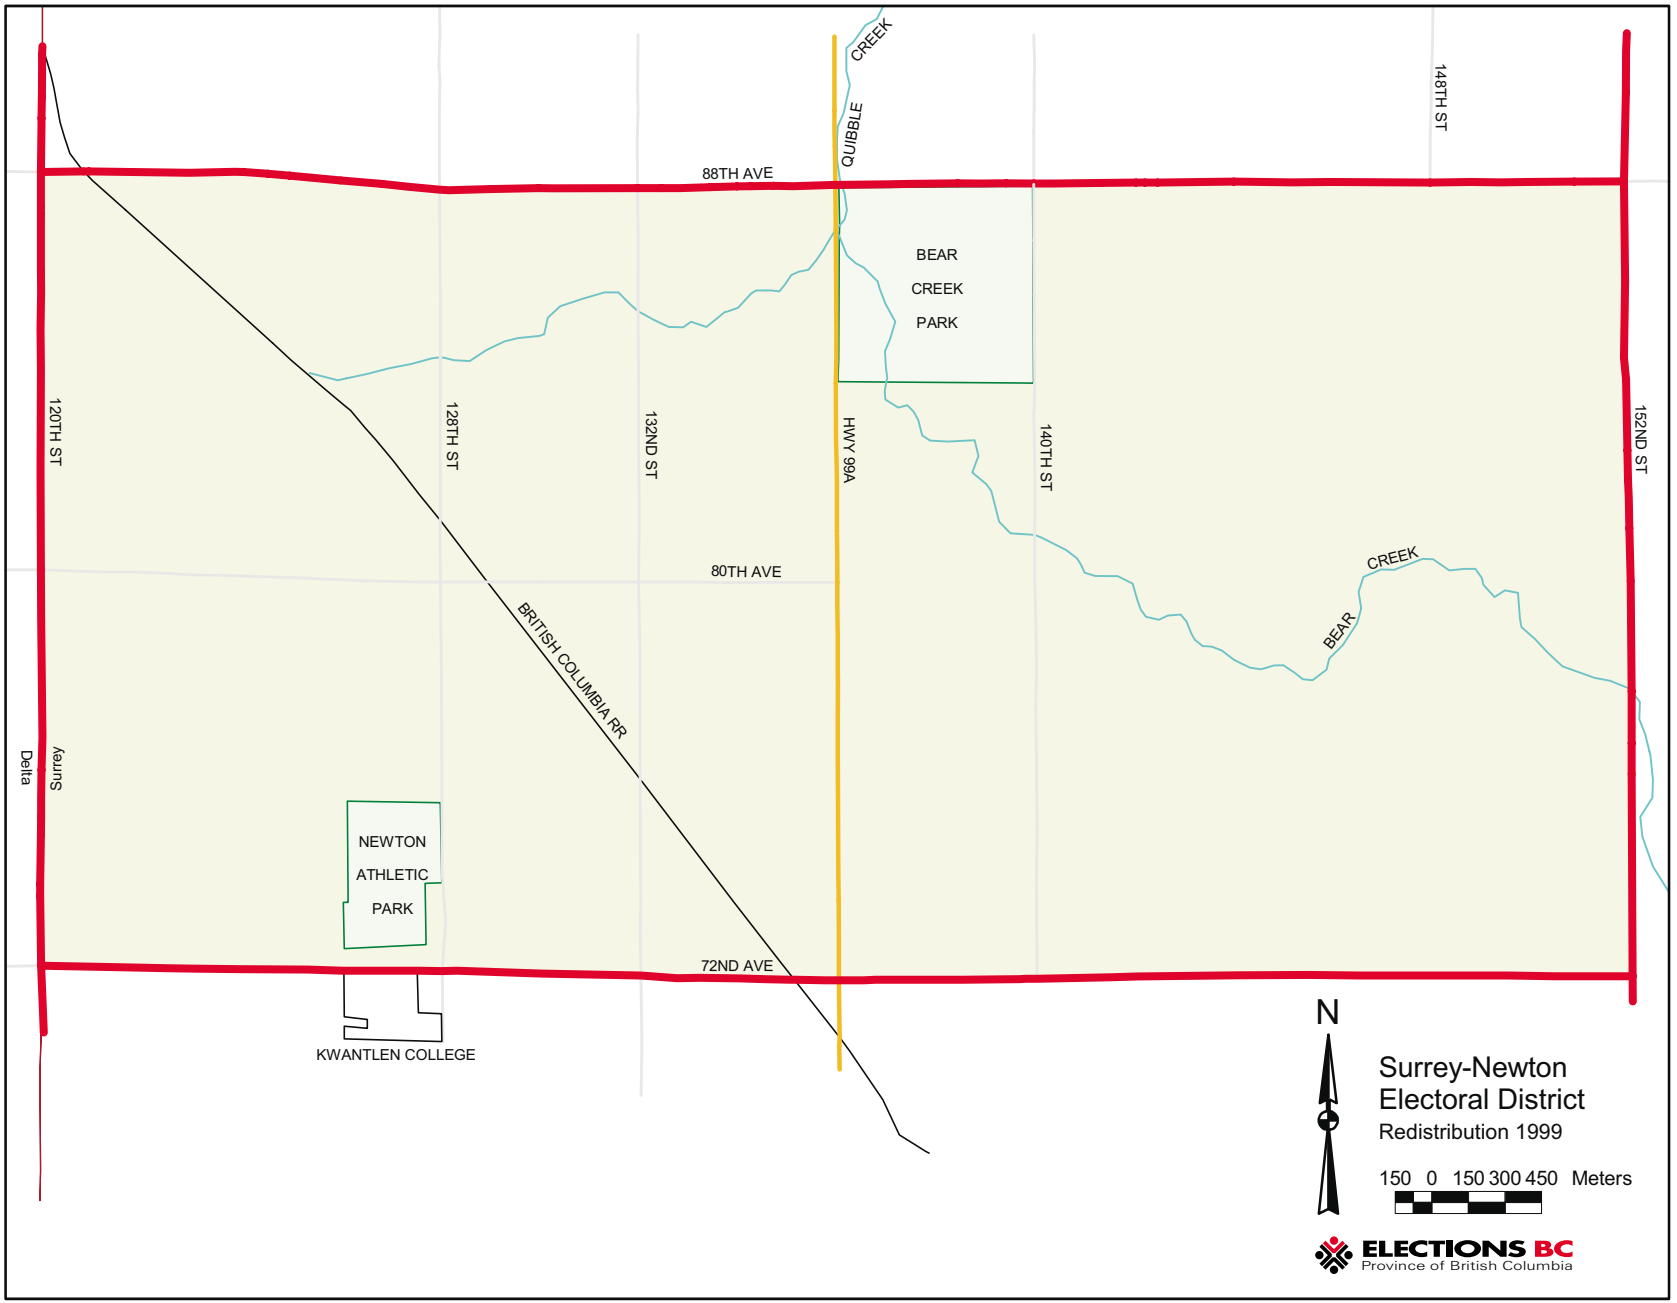 CREEK
QUIBBLE
148TH ST
88TH AVE
BEAR
CREEK
PARK
120TH ST
128TH ST
132ND ST
HWY 99A
140TH ST
152ND ST
80TH AVE
CREEK
BEAR
BRITISH COLUMBIA RR
Surrey
Delta
NEWTON
ATHLETIC
PARK
72ND AVE
KWANTLEN COLLEGE
N
Surrey-Newton
Electoral District
Redistribution 1999
150 0 150 300 450 Meters
ELECTIONS BC
Province of British Columbia